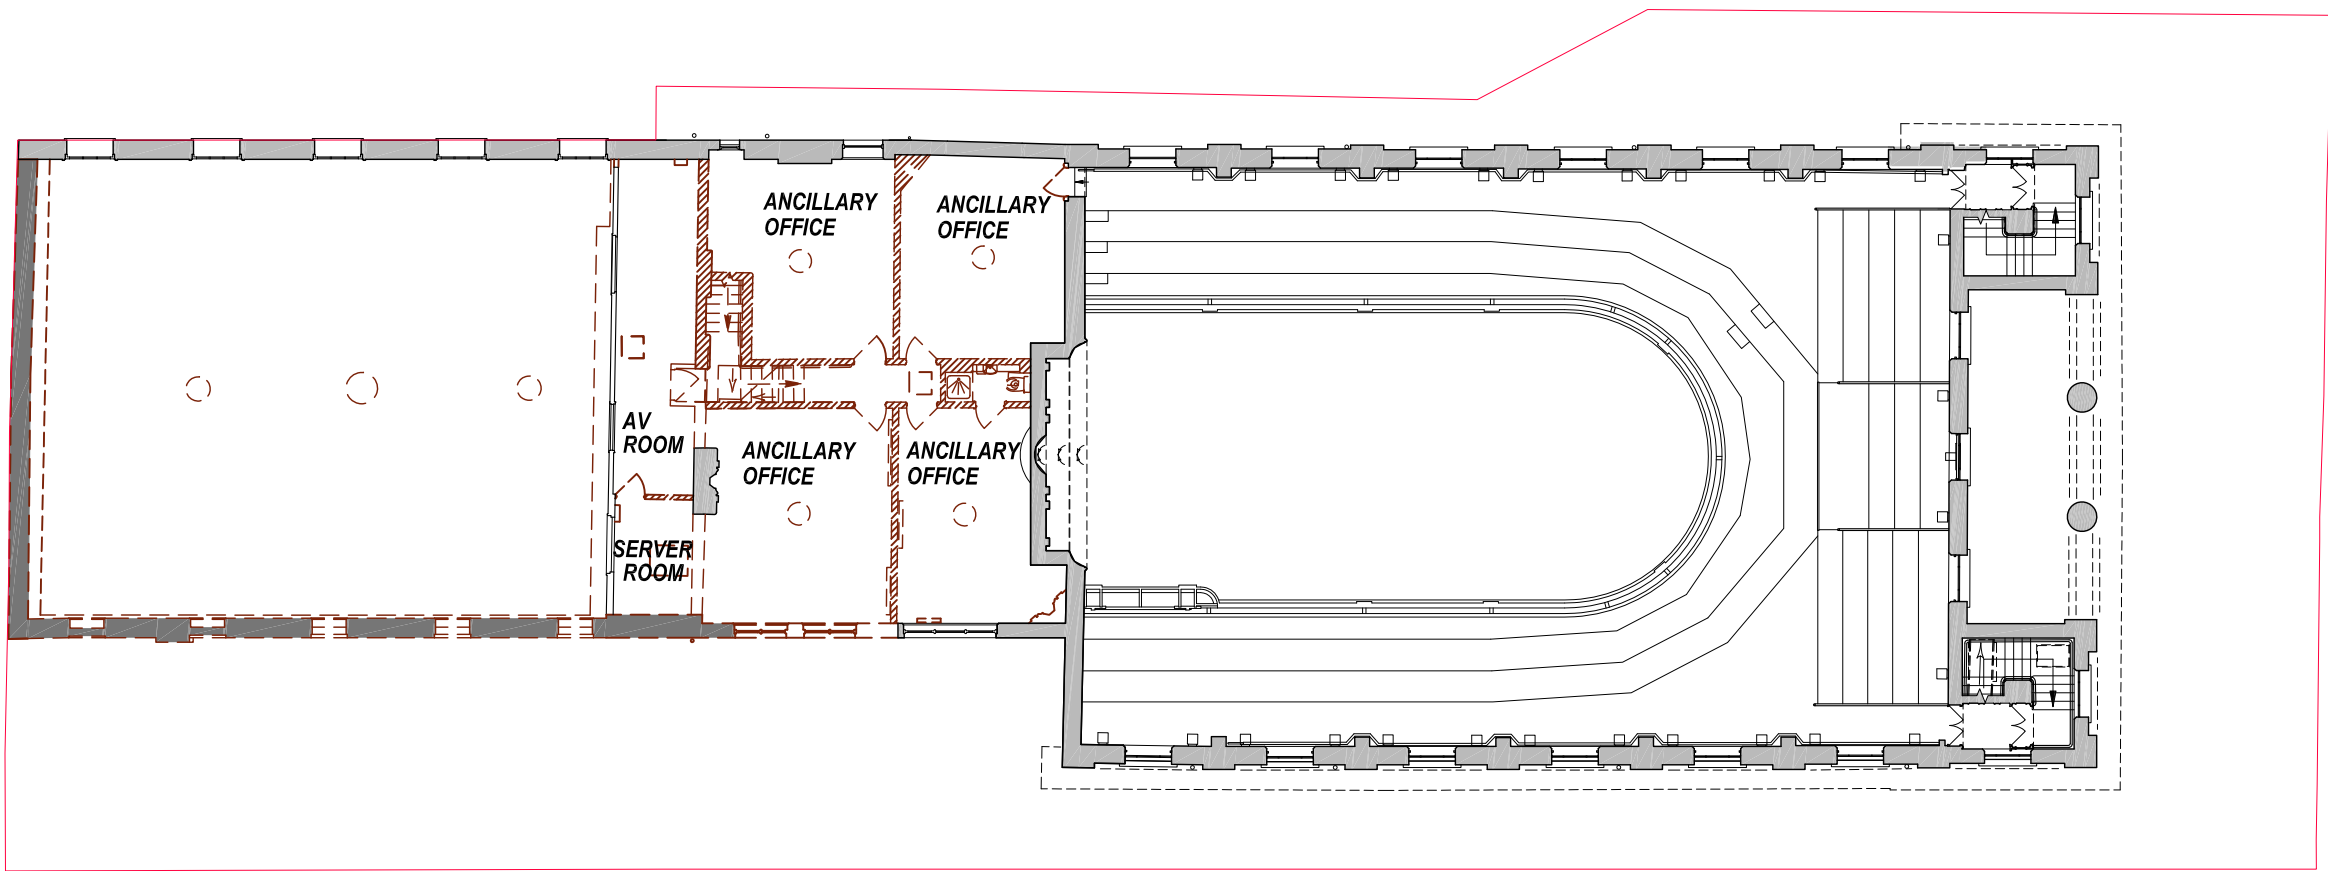 ANCILLARY
OFFICE
ANCILLARY
OFFICE
AV
ROOM
ANCILLARY
OFFICE
ANCILLARY
OFFICE
SERVER
ROOM